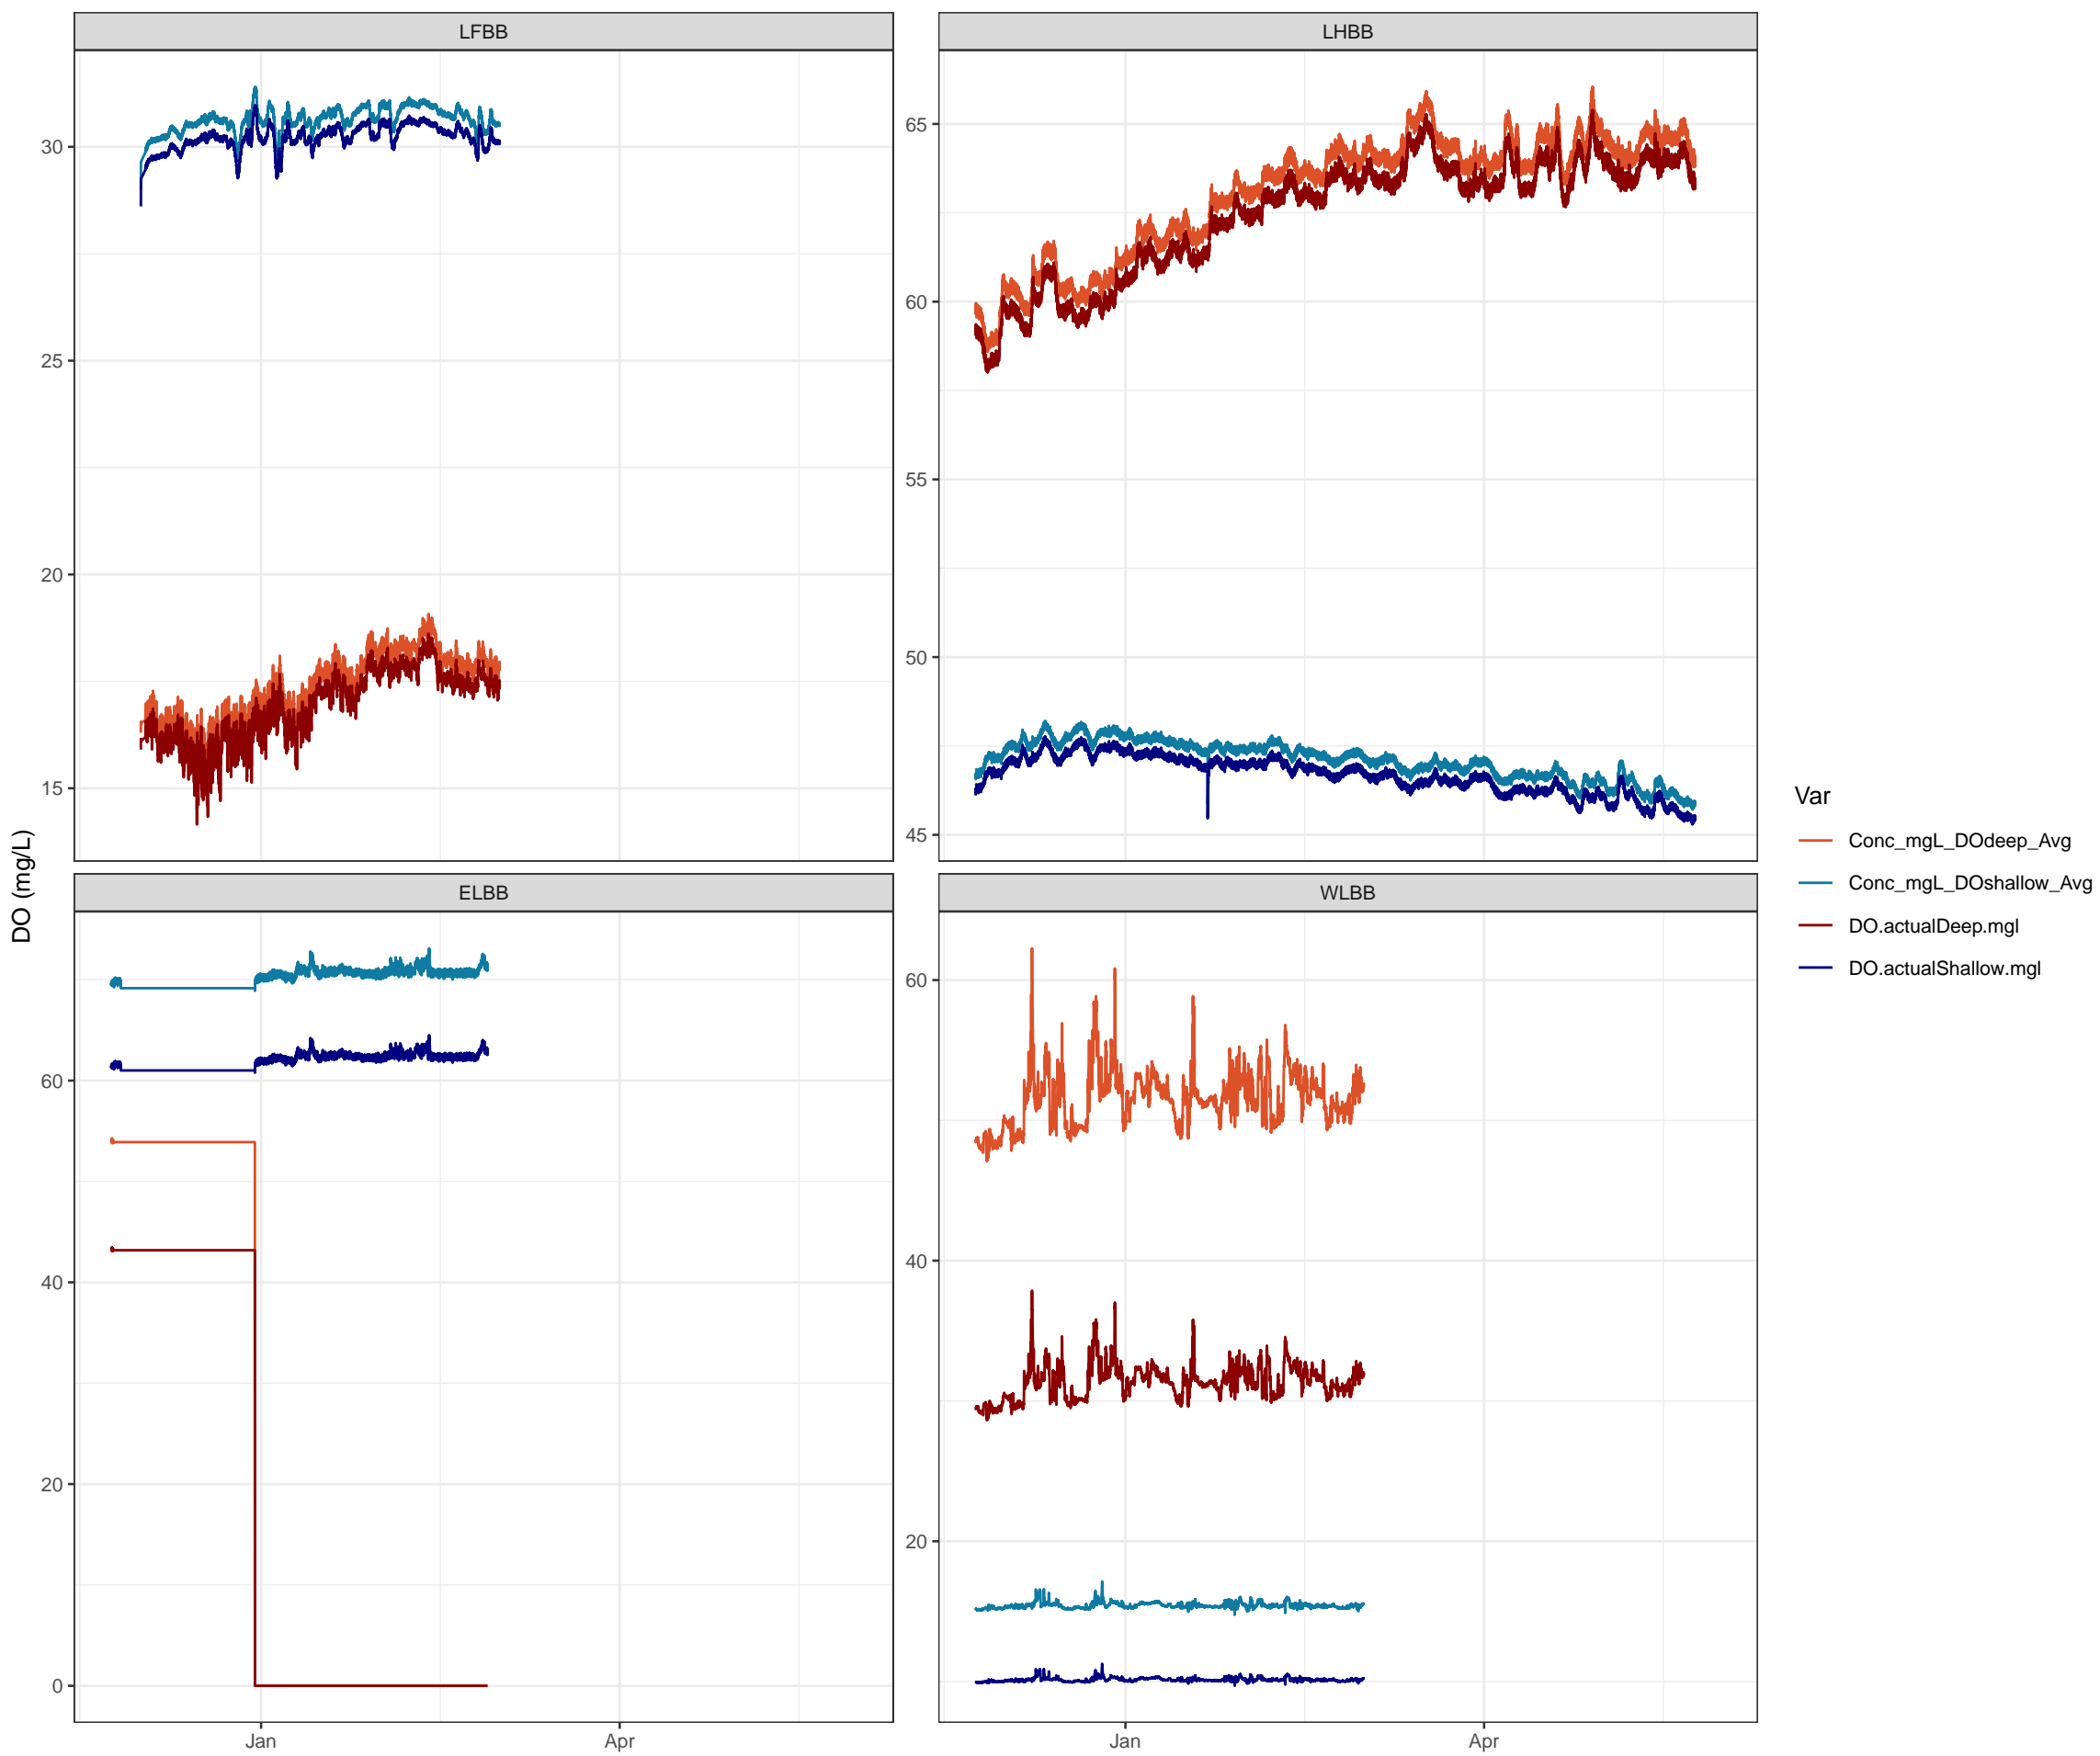 LFBB
LHBB
30
25
20
15
65
60
55
50
45
DO (mg/L)
ELBB
WLBB
60
40
20
0
60
40
20
Jan
Apr
Jan
Apr
Var
Conc_mgL_DOdeep_Avg
Conc_mgL_DOshallow_Avg
DO.actualDeep.mgl
DO.actualShallow.mgl